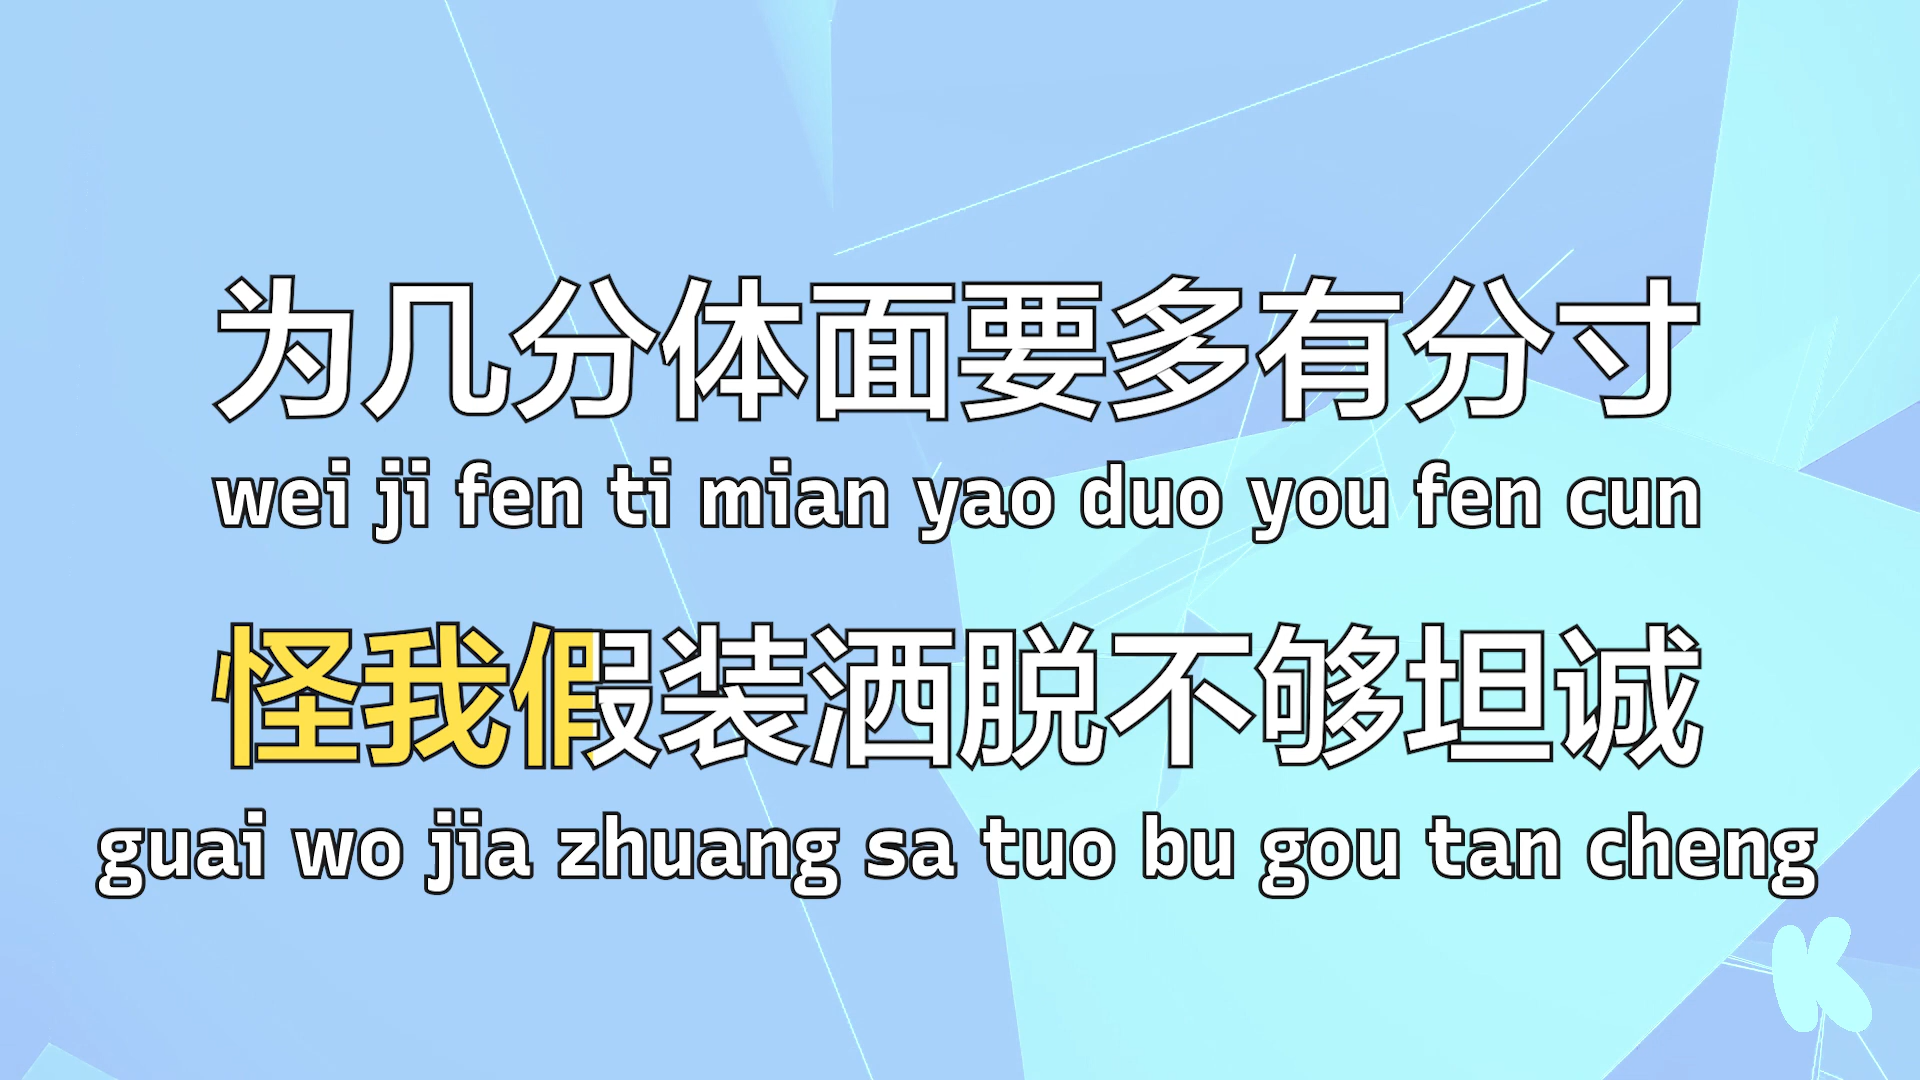 为几分体面要多有分寸
wei ji fen ti mian yao duo you fen cun
怪我假装洒脱不够坦诚
guai wo jia zhuang sa tuo bu gou tan cheng
K